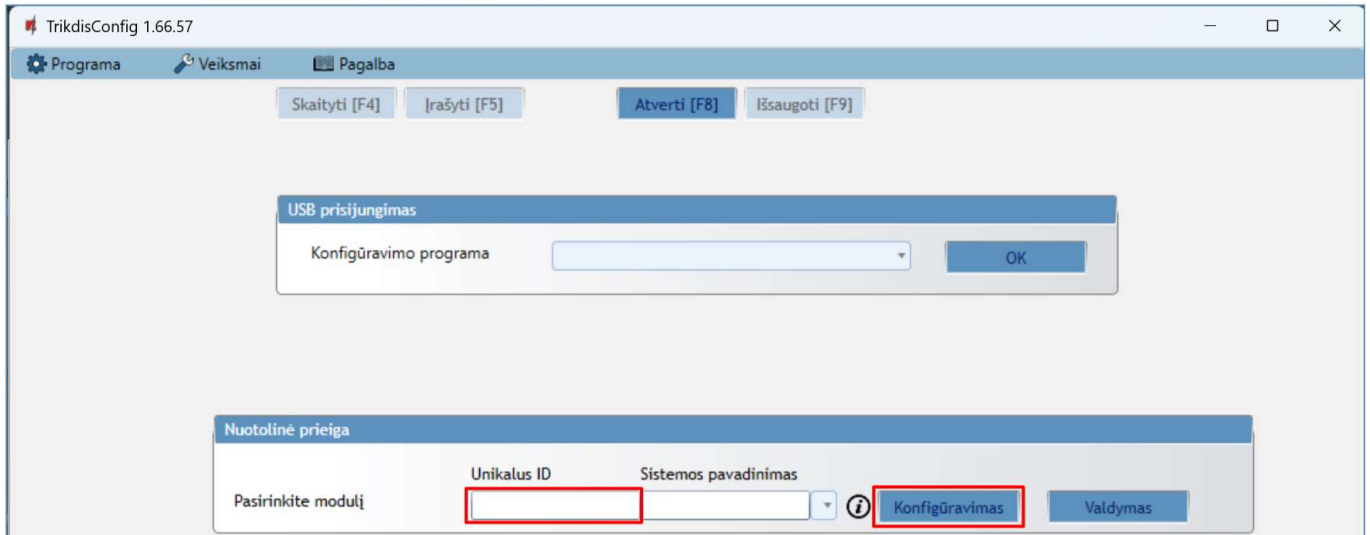 TrikdisConfig 1.66.57
Programa Veiksmai Pagalba
Skaityti [F4] Įrašyti [F5] Atverti [F8] Išsaugoti [F9]
USB prisijungimas
Konfigūravimo programa OK
Nuotolinė prieiga
Unikalus ID Sistemos pavadinimas
Pasirinkite modulį i Konfigūravimas Valdymas